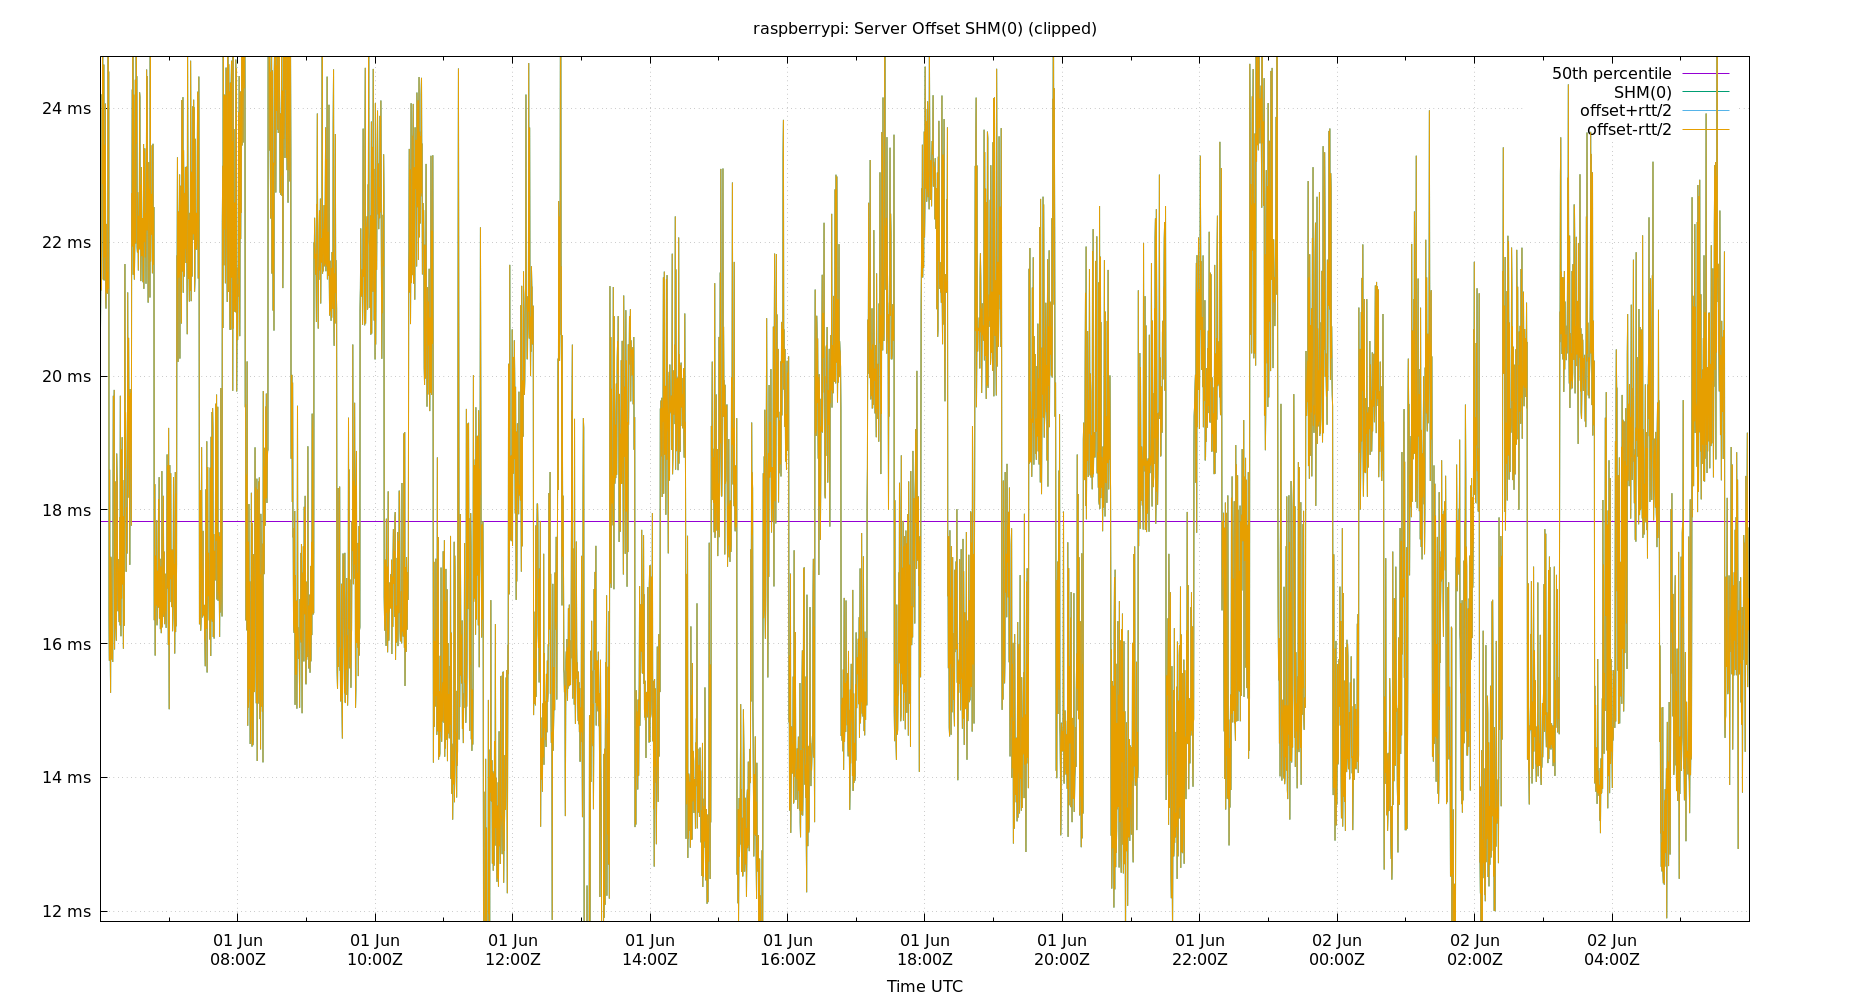 raspberrypi: Server Offset SHM(0) (clipped)
50th percentile
SHM(0)
offset+rtt/2
offset-rtt/2
24 ms
22 ms
20 ms
18 ms
16 ms
14 ms
12 ms
01 Jun 01 Jun 01 Jun 01 Jun 01 Jun 01 Jun 01 Jun 01 Jun 02 Jun 02 Jun 02 Jun
08:00Z 10:00Z 12:00Z 14:00Z 16:00Z 18:00Z 20:00Z 22:00Z 00:00Z 02:00Z 04:00Z
Time UTC